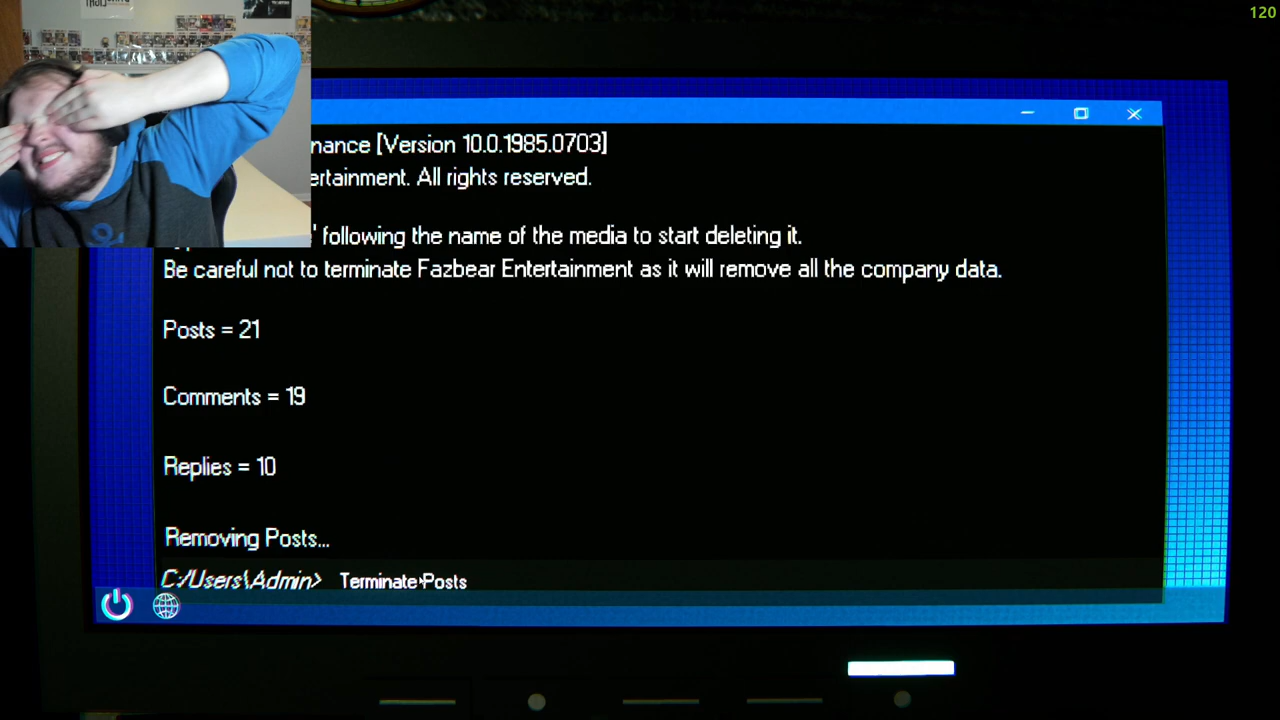 120
nance [Version 10.0.1985.0703]
ertainment. All rights reserved.
' following the name of the media to start deleting it.
Be careful not to terminate Fazbear Entertainment as it will remove all the company data.
Posts = 21
Comments = 19
Replies = 10
Removing Posts...
C:/Users\Admin> Terminate Posts